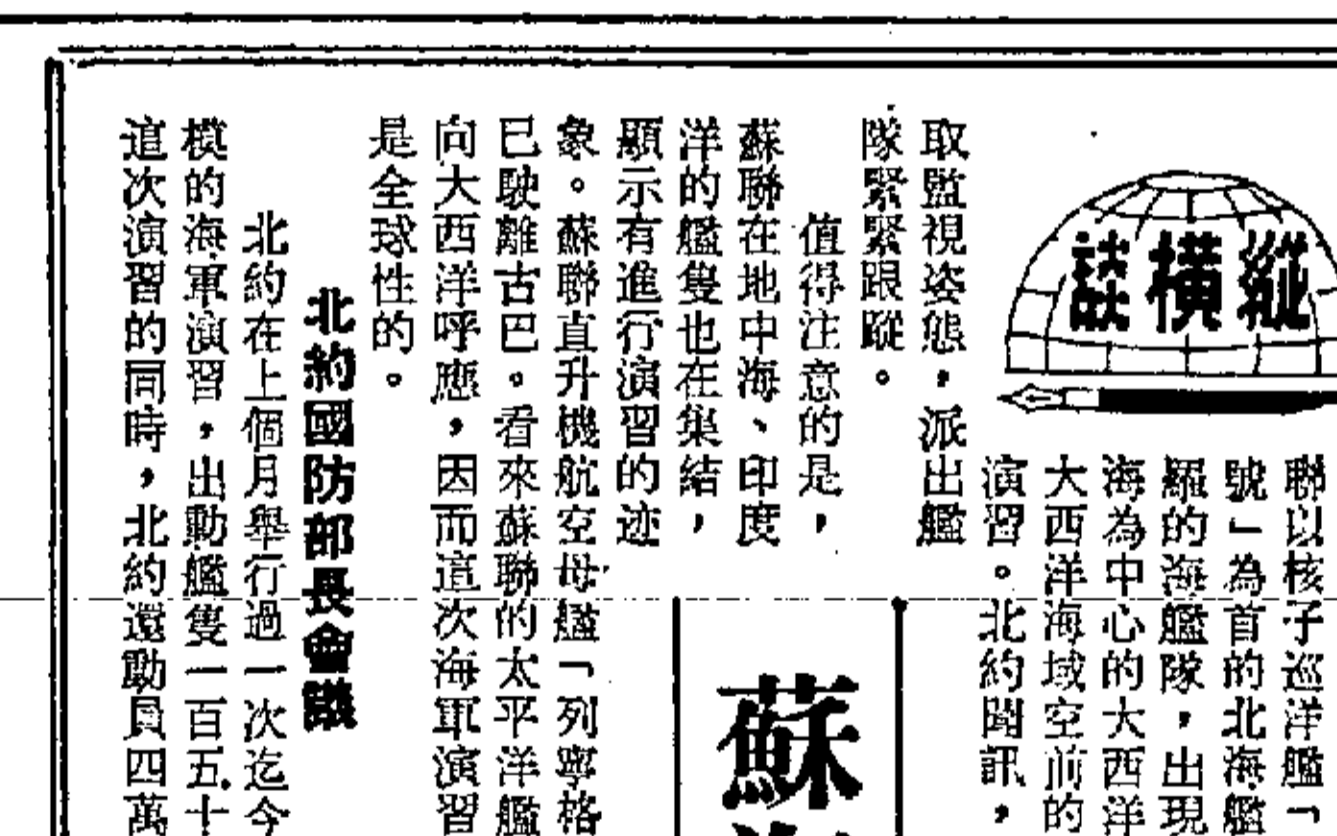 縱橫談
聯以核子巡洋艦「
號」為首的北海艦
羅的海艦隊，出現
海為中心的大西洋
大西洋海域空前的
演習。北約聞訊，
取監視姿態，派出艦
隊緊緊跟蹤。
值得注意的是，
蘇聯在地中海、印度
洋的艦隻也在集結，
顯示有進行演習的迹
象。蘇聯直升機航空母艦「列寧格
已駛離古巴。看來蘇聯的太平洋艦
向大西洋呼應，因而這次海軍演習
是全球性的。
北約國防部長會議
北約在上個月舉行過一次迄今
模的海軍演習，出動艦隻一百五十
這次演習的同時，北約還動員四萬
蘇